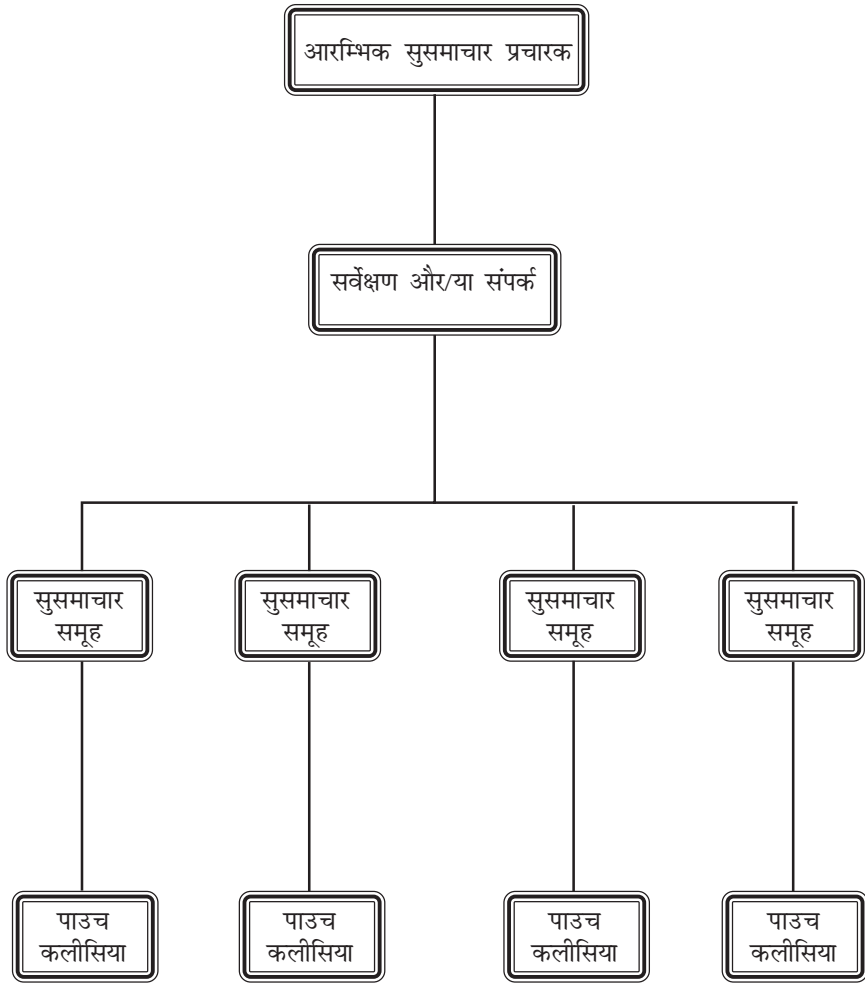 आरम्भिक सुसमाचार प्रचारक
सर्वेक्षण और/या संपर्क
सुसमाचार
समूह
सुसमाचार
समूह
सुसमाचार
समूह
सुसमाचार
समूह
पाउच
कलीसिया
पाउच
कलीसिया
पाउच
कलीसिया
पाउच
कलीसिया